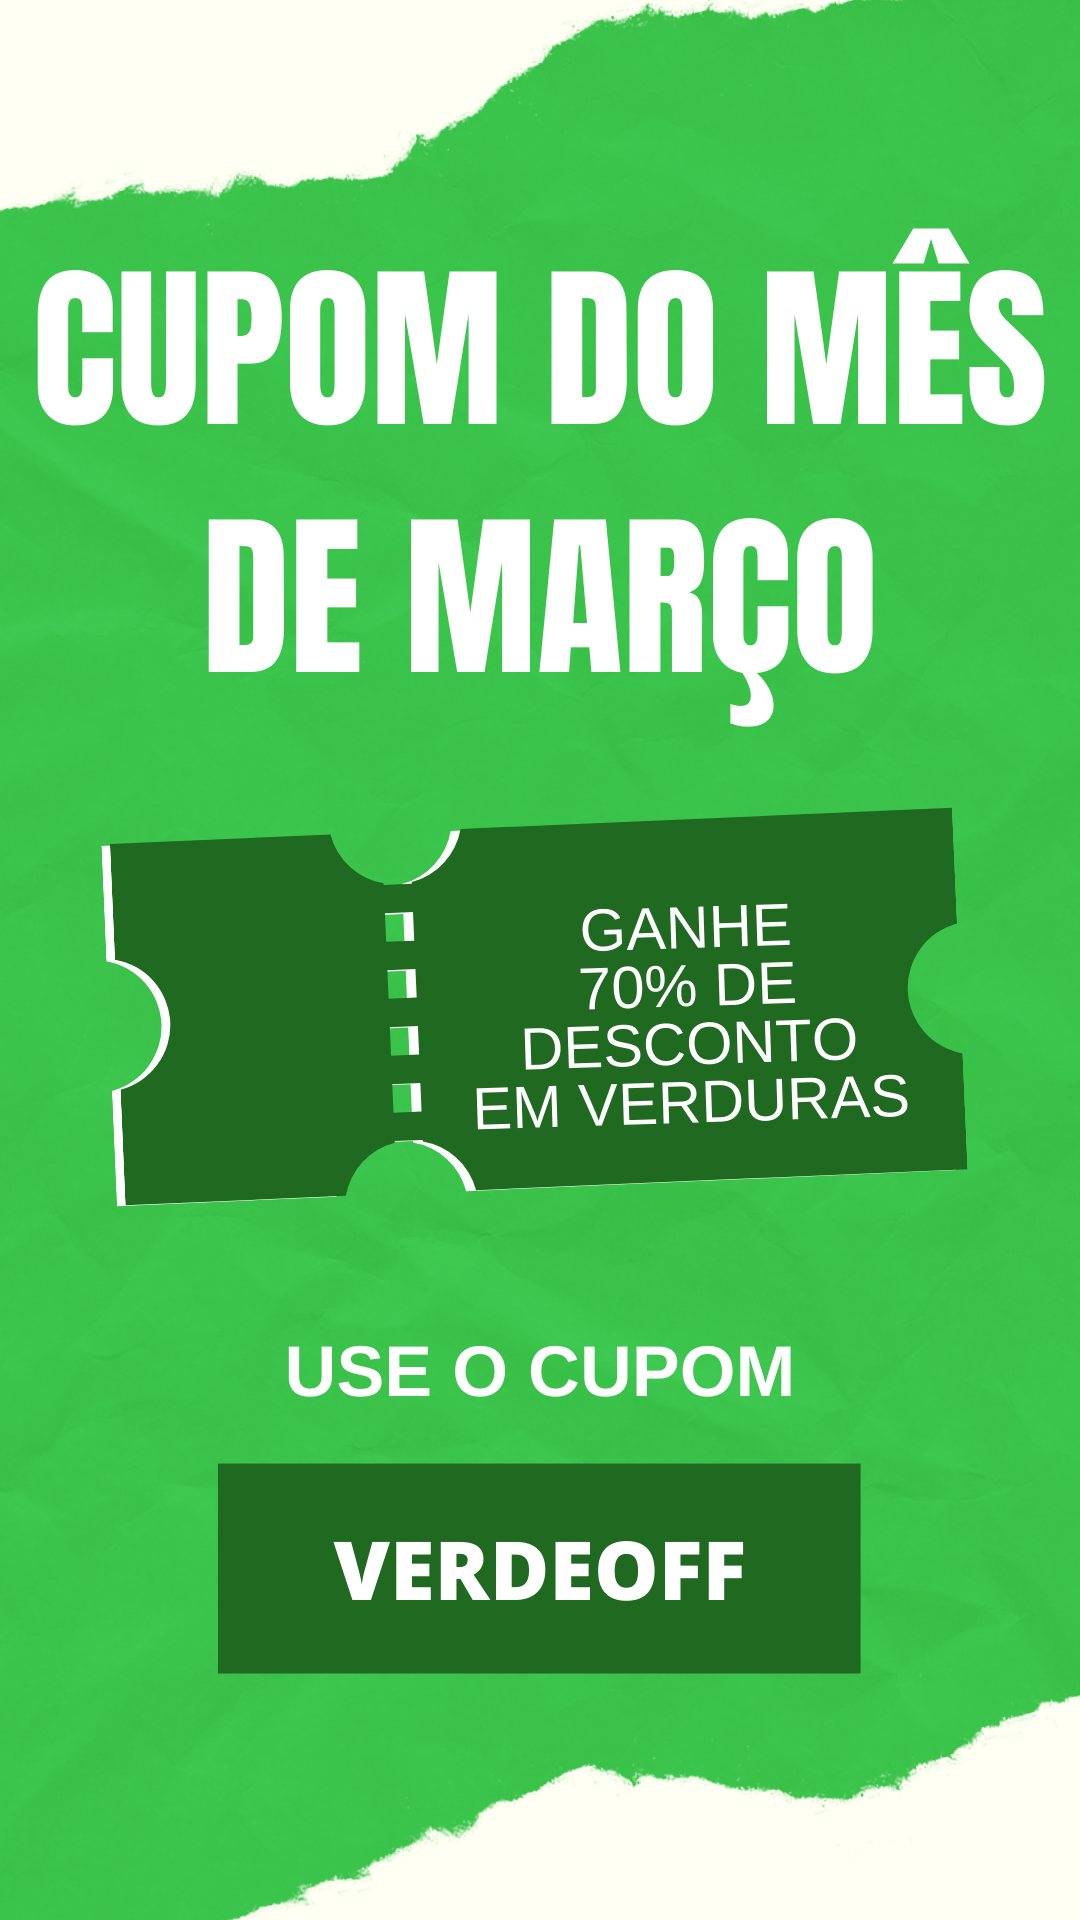 CUPOM DO MÊS
DE MARÇO
GANHE
70% DE
DESCONTO
EM VERDURAS
USE O CUPOM
VERDEOFF